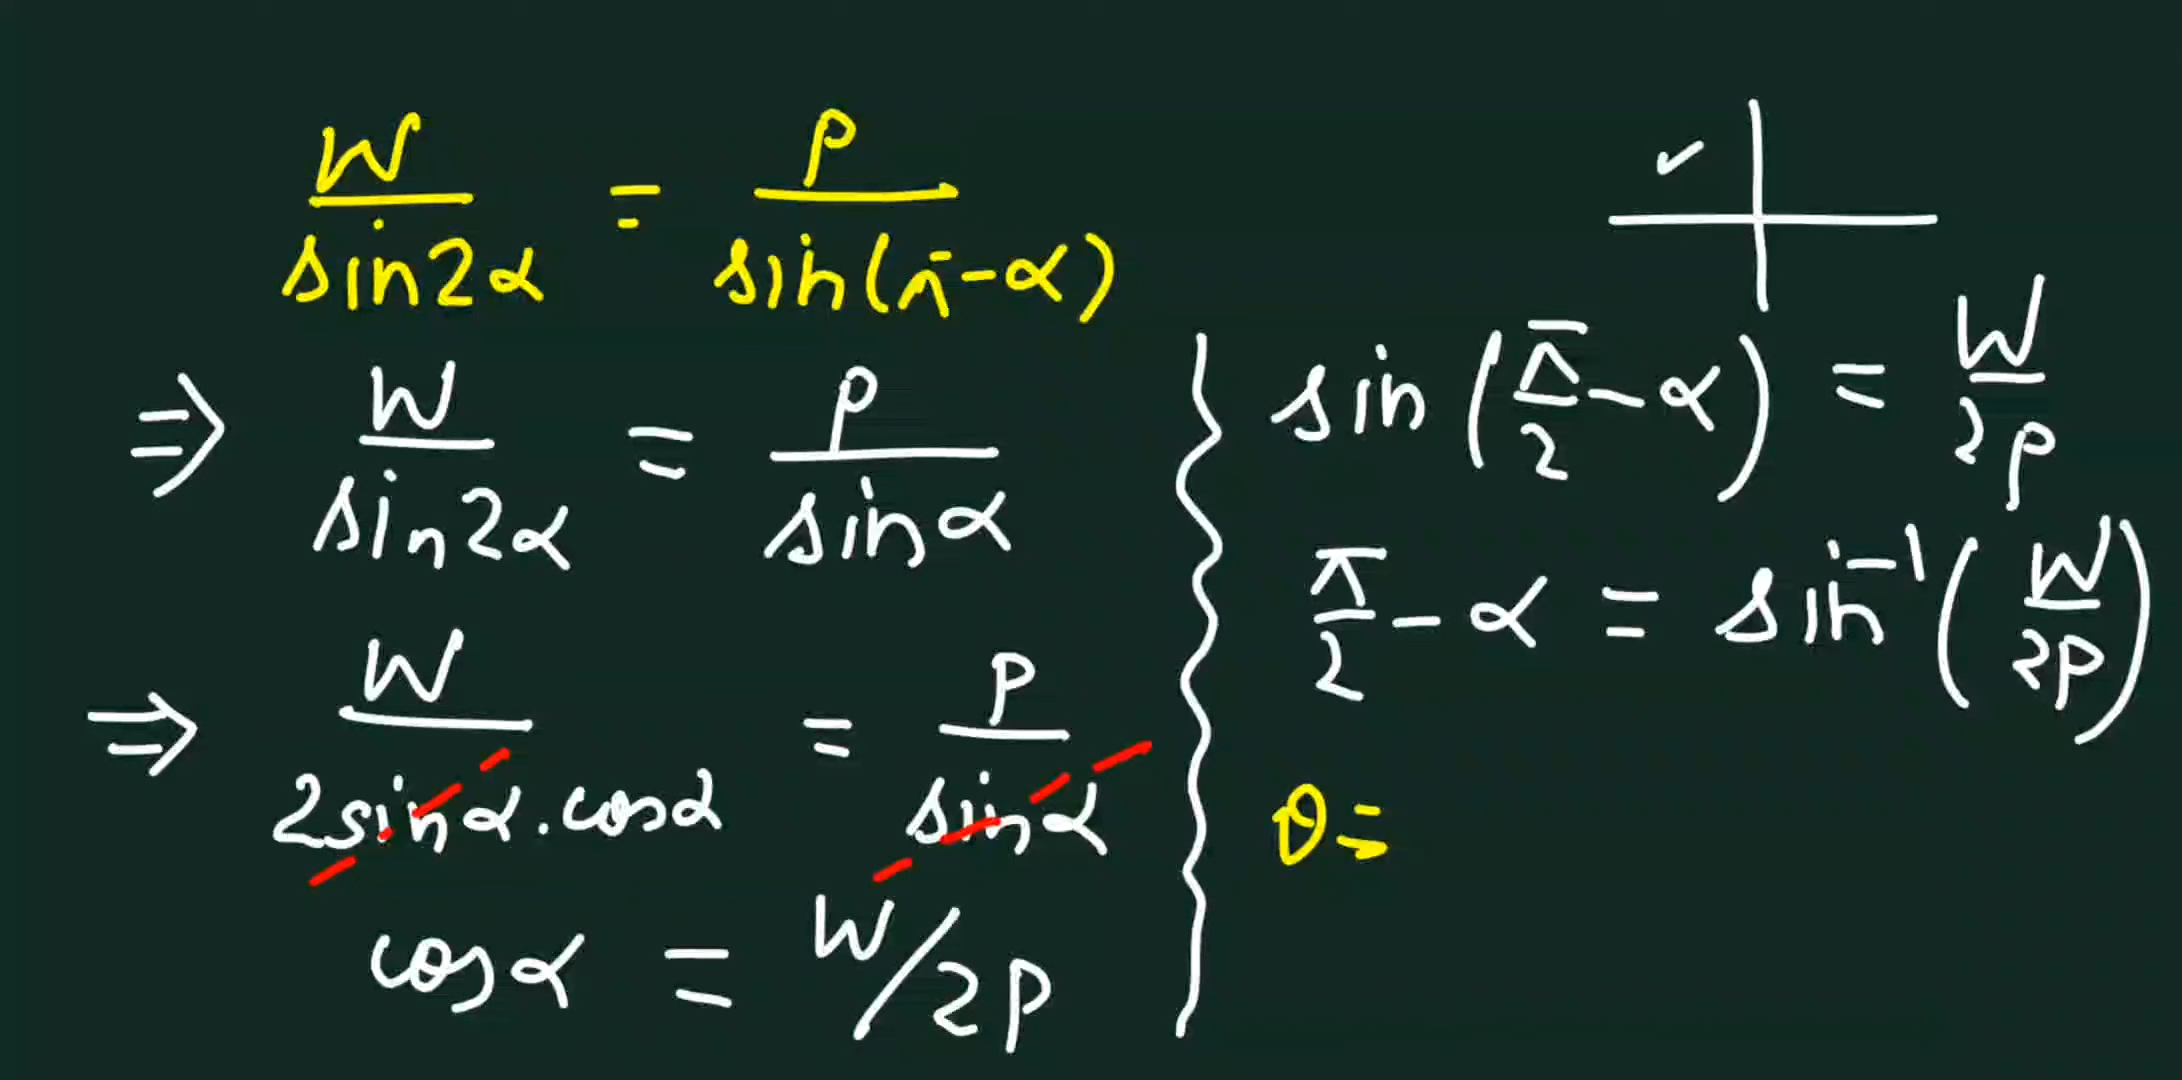 W/sin2α = P/sin(π-α)
⇒ W/sin2α = P/sinα
⇒ W/2sinα.cosα = P/sinα
cosα = W/2P
sin(π/2-α) = W/2P
π/2-α = sin⁻¹(W/2P)
θ=